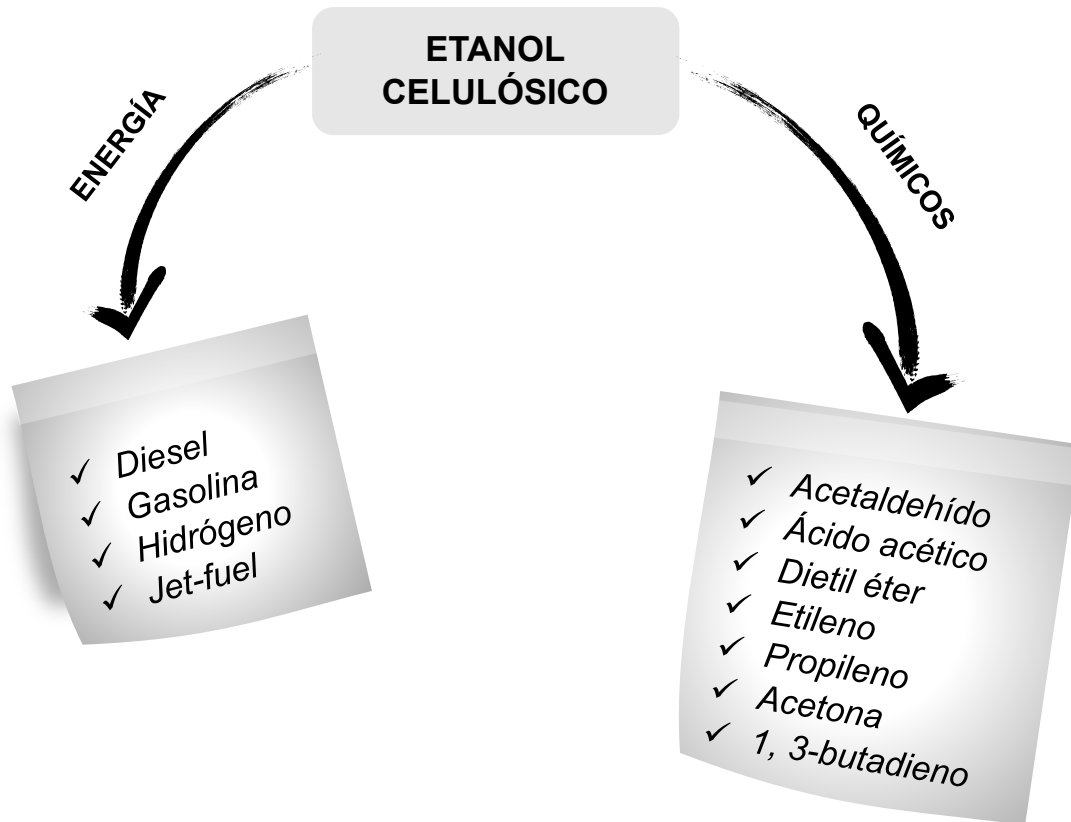 ETANOL
CELULÓSICO
ENERGÍA
QUÍMICOS
✓ Diesel
✓ Gasolina
✓ Hidrógeno
✓ Jet-fuel
✓ Acetaldehído
✓ Ácido acético
✓ Dietil éter
✓ Etileno
✓ Propileno
✓ Acetona
✓ 1, 3-butadieno